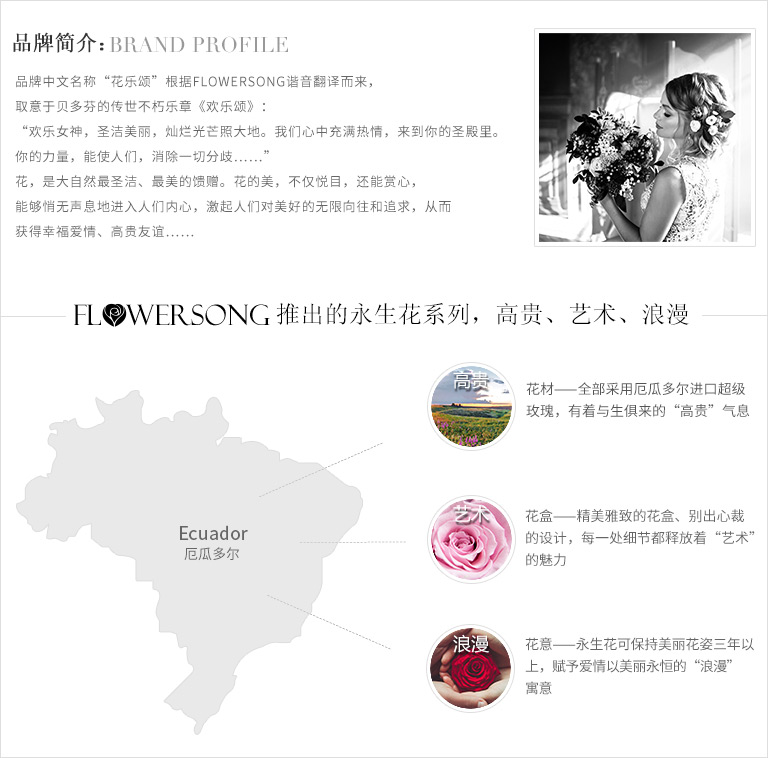 品牌简介:BRAND PROFILE
品牌中文名称“花乐颂”根据FLOWERSONG谐音翻译而来，
取意于贝多芬的传世不朽乐章《欢乐颂》：
“欢乐女神，圣洁美丽，灿烂光芒照大地。我们心中充满热情，来到你的圣殿里。
你的力量，能使人们，消除一切分歧……”
花，是大自然最圣洁、最美的馈赠。花的美，不仅悦目，还能赏心，
能够悄无声息地进入人们内心，激起人们对美好的无限向往和追求，从而
获得幸福爱情、高贵友谊……
FLOWERSONG 推出的永生花系列，高贵、艺术、浪漫
高贵
花材——全部采用厄瓜多尔进口超级
玫瑰，有着与生俱来的“高贵”气息
Ecuador
厄瓜多尔
艺术
花盒——精美雅致的花盒、别出心裁
的设计，每一处细节都释放着“艺术”
的魅力
浪漫
花意——永生花可保持美丽花姿三年以
上，赋予爱情以美丽永恒的“浪漫”
寓意